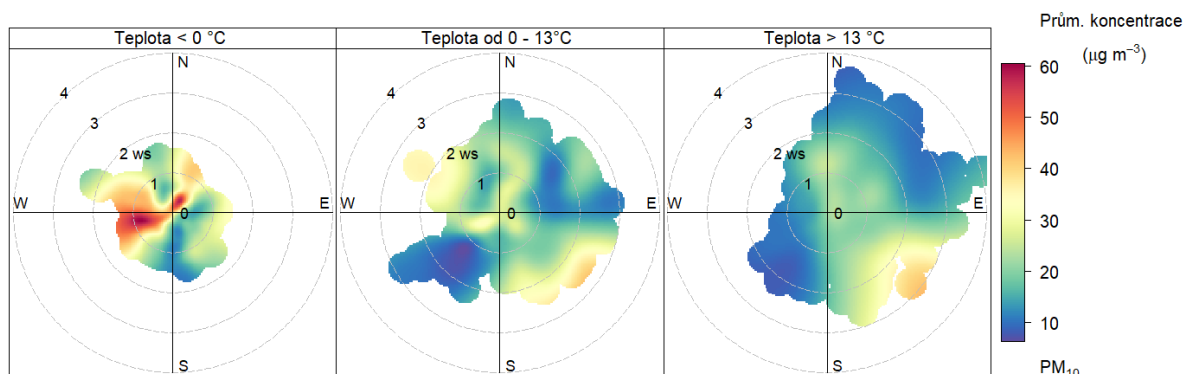 Teplota < 0 °C
N
4
3
2 ws
1
0
W
E
S
Teplota od 0 - 13°C
N
4
3
2 ws
1
0
W
E
S
Teplota > 13 °C
N
4
3
2 ws
1
0
W
E
S
Prům. koncentrace
(µg m⁻³)
60
50
40
30
20
10
PM₁₀